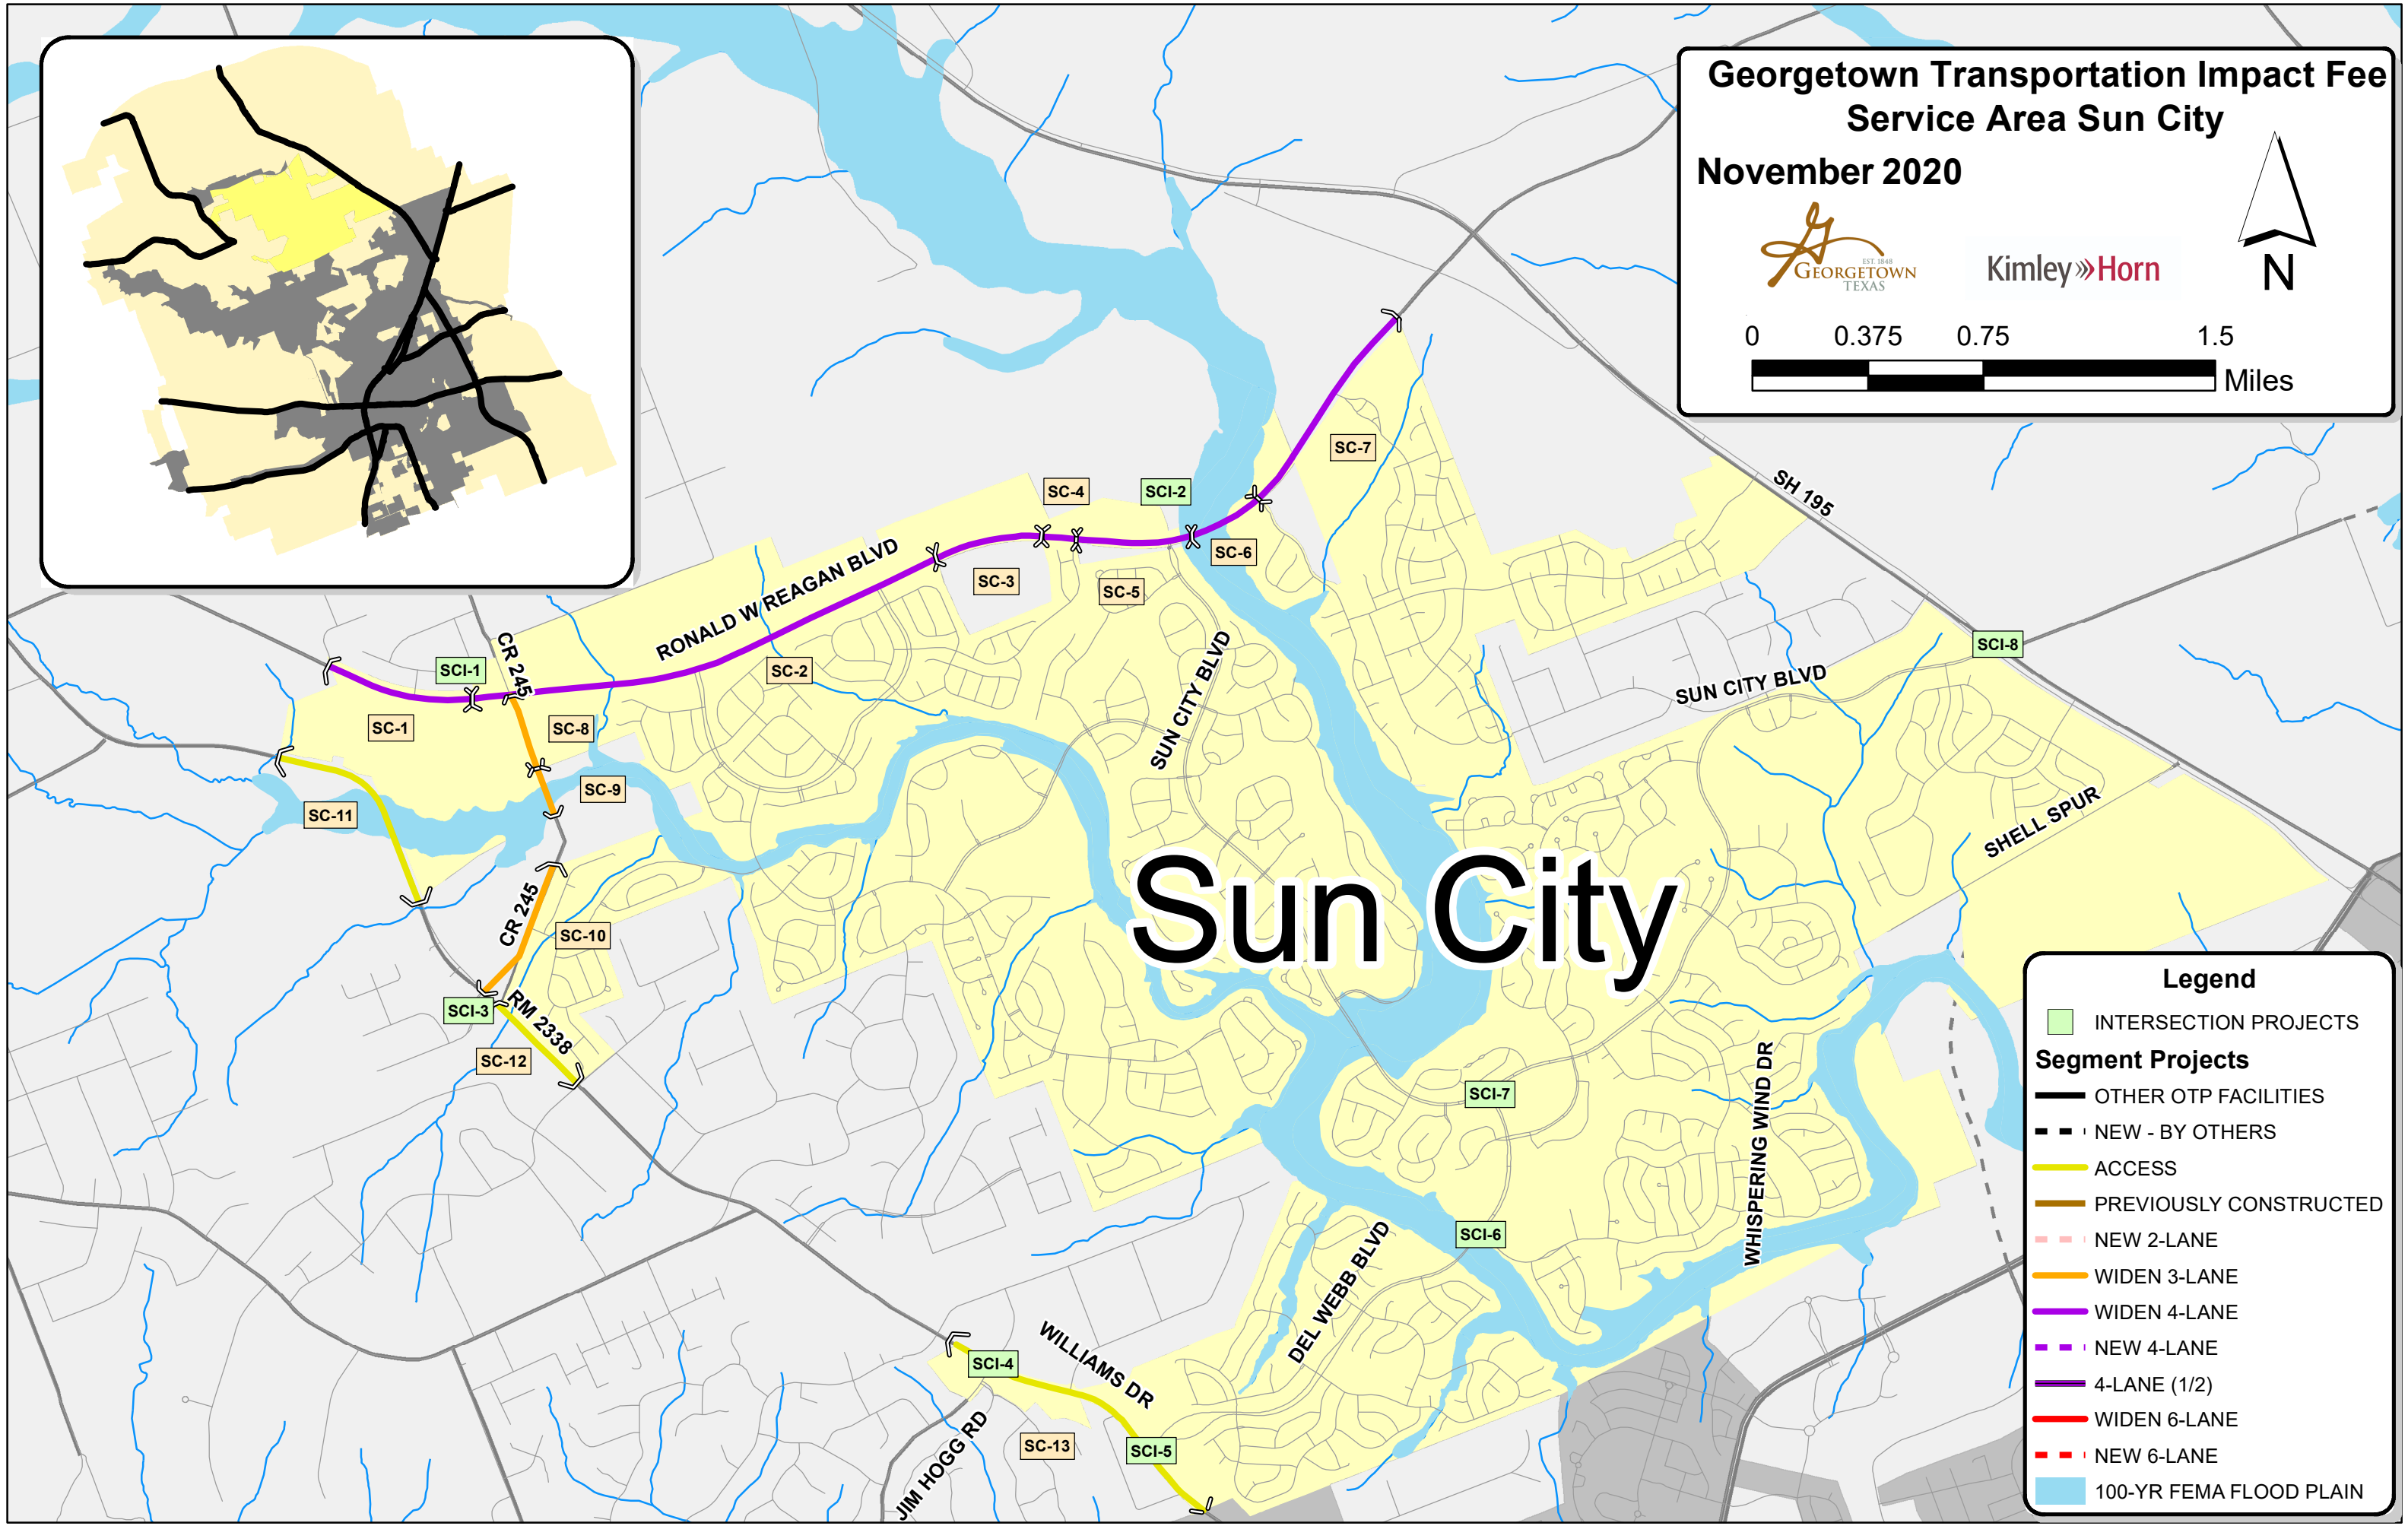 Georgetown Transportation Impact Fee
Service Area Sun City
November 2020
EST. 1848
GEORGETOWN
TEXAS
Kimley»Horn
N
0 0.375 0.75 1.5
Miles
SC-7
SH 195
SC-4
SCI-2
SC-6
RONALD W REAGAN BLVD
SC-3
SC-5
CR 245
SCI-1
SC-2
SUN CITY BLVD
SCI-8
SUN CITY BLVD
SC-1
SC-8
SC-9
SC-11
SHELL SPUR
Sun City
CR 245
SC-10
SCI-3
RM 2338
SC-12
SCI-7
WHISPERING WIND DR
SCI-6
DEL WEBB BLVD
SCI-4
WILLIAMS DR
JIM HOGG RD
SC-13
SCI-5
Legend
INTERSECTION PROJECTS
Segment Projects
OTHER OTP FACILITIES
NEW - BY OTHERS
ACCESS
PREVIOUSLY CONSTRUCTED
NEW 2-LANE
WIDEN 3-LANE
WIDEN 4-LANE
NEW 4-LANE
4-LANE (1/2)
WIDEN 6-LANE
NEW 6-LANE
100-YR FEMA FLOOD PLAIN